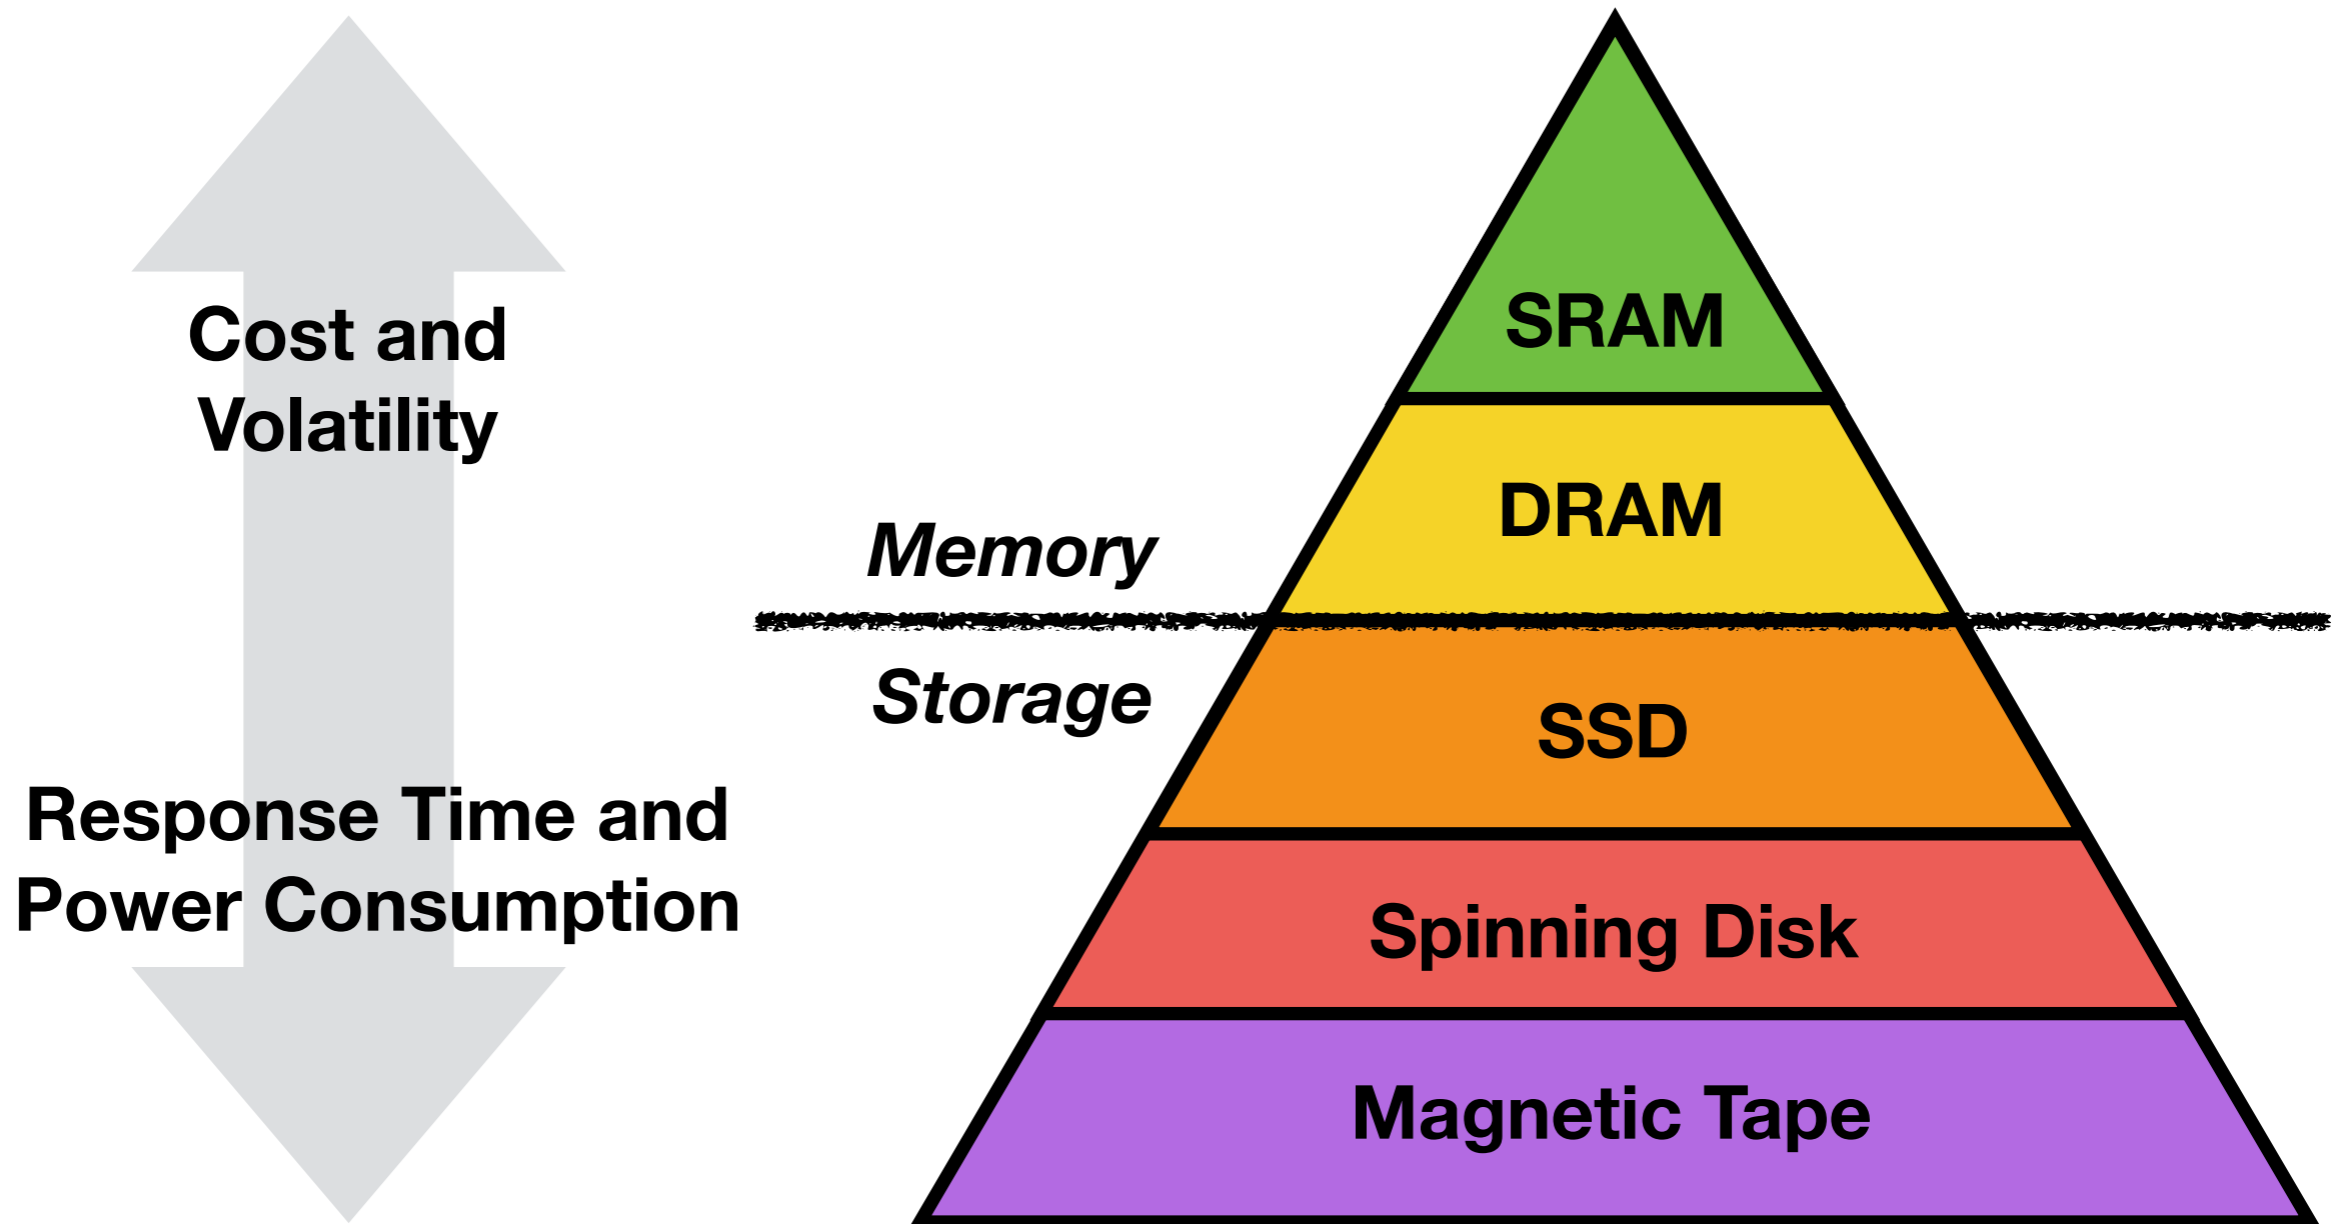 Cost and
Volatility
Response Time and
Power Consumption
Memory
Storage
SRAM
DRAM
SSD
Spinning Disk
Magnetic Tape